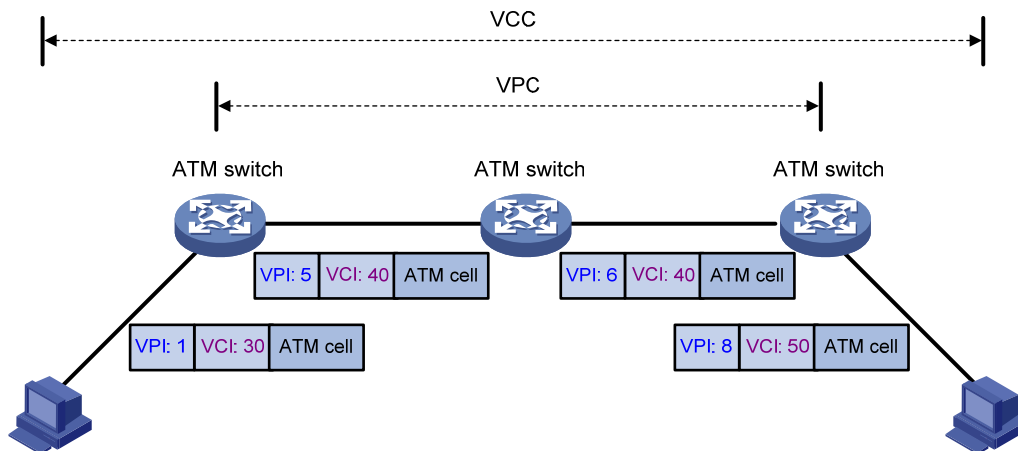 VCC
VPC
ATM switch ATM switch ATM switch
VPI: 5 VCI: 40 ATM cell VPI: 6 VCI: 40 ATM cell
VPI: 1 VCI: 30 ATM cell VPI: 8 VCI: 50 ATM cell